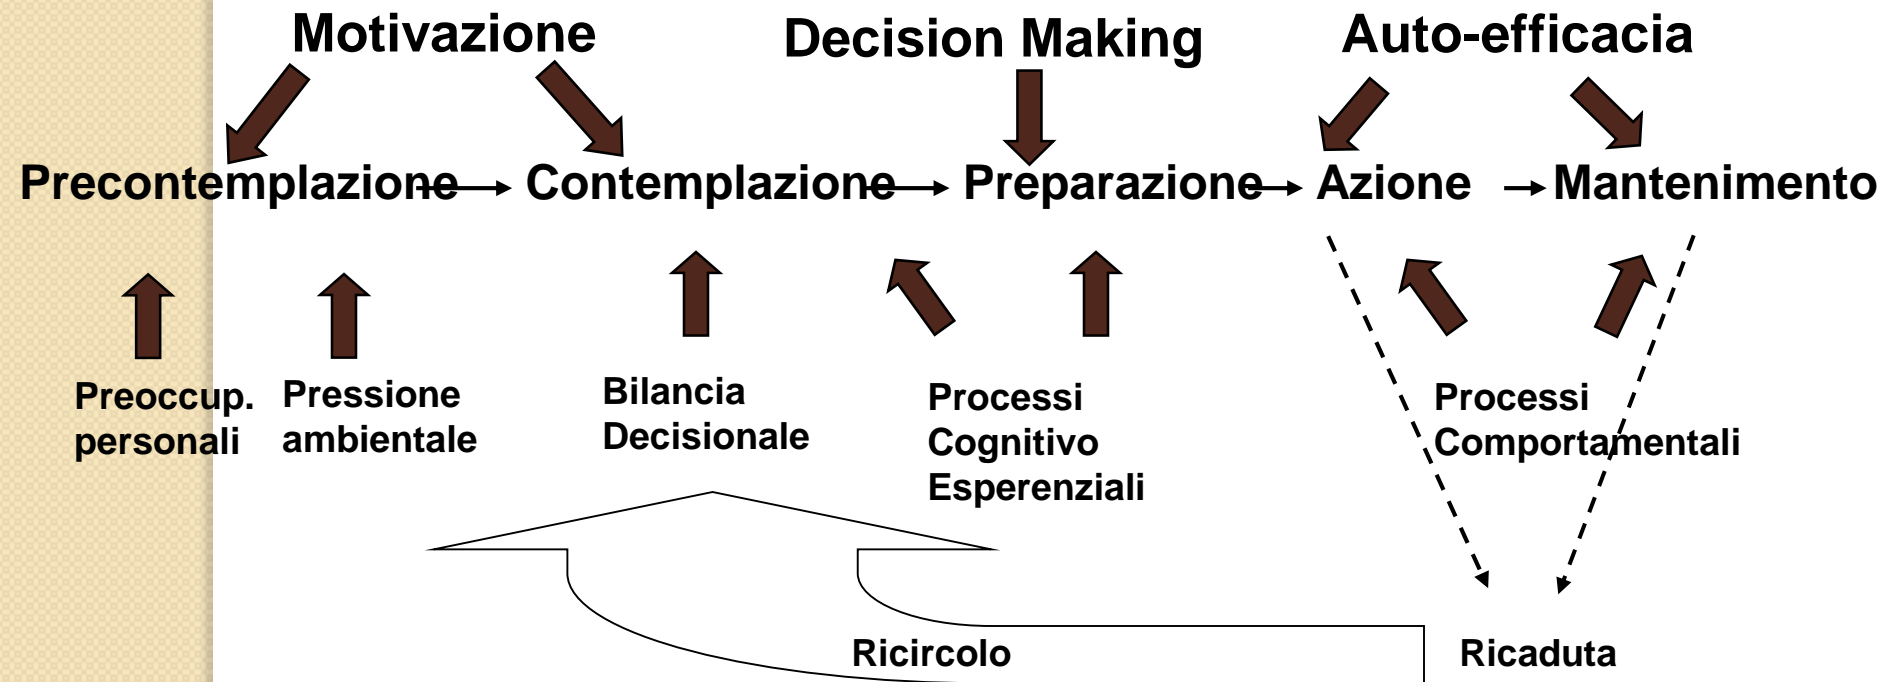 Motivazione
Decision Making
Auto-efficacia
Precontemplazione
Contemplazione
Preparazione
Azione
Mantenimento
Preoccup.
personali
Pressione
ambientale
Bilancia
Decisionale
Processi
Cognitivo
Esperenziali
Processi
Comportamentali
Ricircolo
Ricaduta